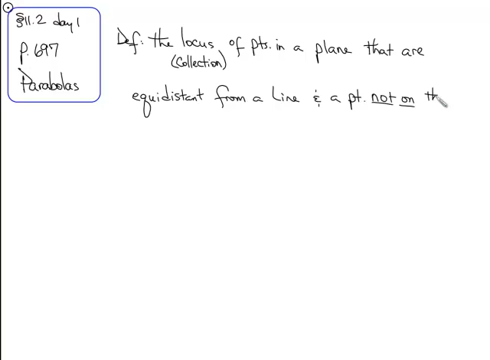 §11.2 day 1
p. 697
Parabolas
Def: The locus of pts. in a plane that are
(Collection)
equidistant from a Line & a pt. not on th